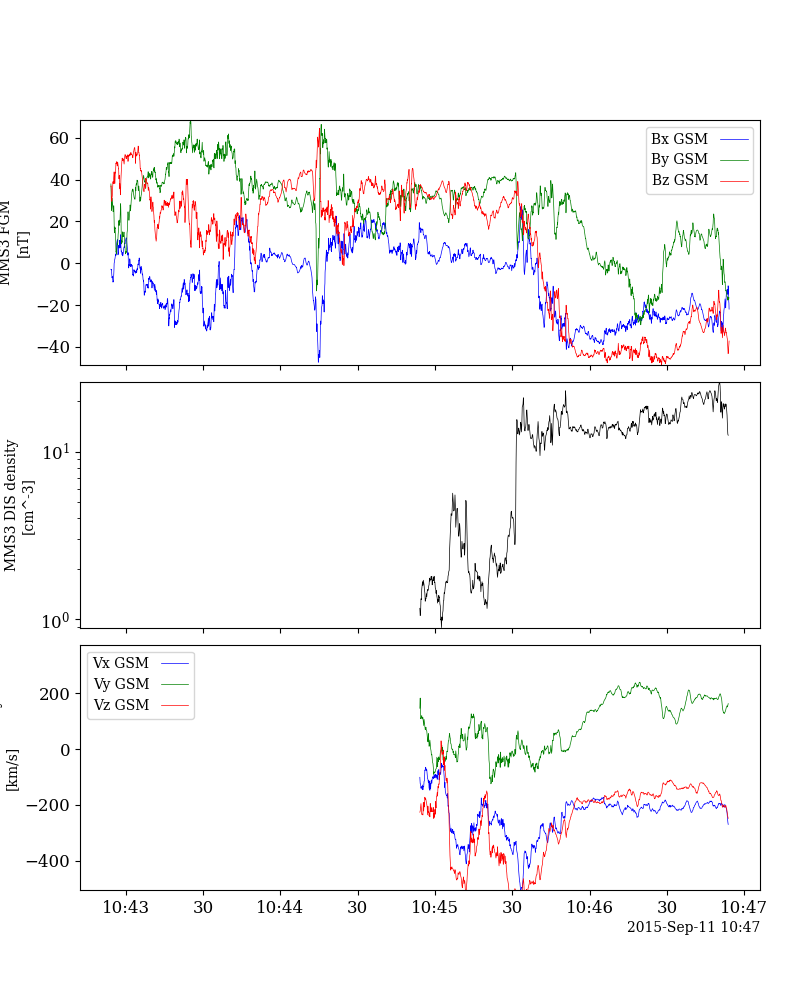 60
40
20
0
−20
−40
MMS3 FGM
[nT]
Bx GSM
By GSM
Bz GSM
10^1
10^0
MMS3 DIS density
[cm^-3]
Vx GSM
Vy GSM
Vz GSM
200
0
−200
−400
[km/s]
10:43
30
10:44
30
10:45
30
10:46
30
10:47
2015-Sep-11 10:47